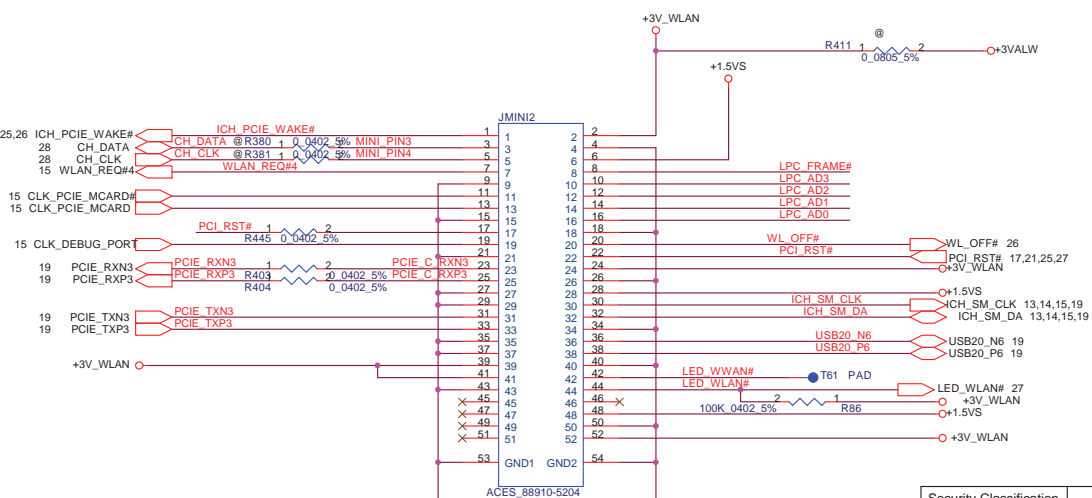 +3V_WLAN
@
R411 1 2 +3VALW
0_0805_5%
+1.5VS
JMINI2
25,26 ICH_PCIE_WAKE# ICH_PCIE_WAKE# 1 1 2 2
28 CH_DATA CH_DATA @R380 1 0_0402_5% 2 MINI_PIN3 3 3 4 4
28 CH_CLK CH_CLK @R381 1 0_0402_5% 2 MINI_PIN4 5 5 6 6
15 WLAN_REQ#4 WLAN_REQ#4 7 7 8 8 LPC_FRAME#
9 9 10 10 LPC_AD3
15 CLK_PCIE_MCARD# 11 11 12 12 LPC_AD2
15 CLK_PCIE_MCARD 13 13 14 14 LPC_AD1
15 15 16 16 LPC_AD0
PCI_RST# 1 2 17 17 18 18
R445 0_0402_5%
15 CLK_DEBUG_PORT 19 19 20 20 WL_OFF# WL_OFF# 26
21 21 22 22 PCI_RST# PCI_RST# 17,21,25,27
19 PCIE_RXN3 PCIE_RXN3 1 2 PCIE_C_RXN3 23 23 24 24 +3V_WLAN
19 PCIE_RXP3 PCIE_RXP3 R403 1 2 0_0402_5% PCIE_C_RXP3 25 25 26 26
R404 0_0402_5%
27 27 28 28 +1.5VS
29 29 30 30 ICH_SM_CLK ICH_SM_CLK 13,14,15,19
19 PCIE_TXN3 PCIE_TXN3 31 31 32 32 ICH_SM_DA ICH_SM_DA 13,14,15,19
19 PCIE_TXP3 PCIE_TXP3 33 33 34 34
35 35 36 36 USB20_N6 USB20_N6 19
37 37 38 38 USB20_P6 USB20_P6 19
+3V_WLAN 39 39 40 40
41 41 42 42 LED_WWAN# T61 PAD
43 43 44 44 LED_WLAN# LED_WLAN# 27
45 45 46 46 2 1 +3V_WLAN
100K_0402_5% R86
47 47 48 48 +1.5VS
49 49 50 50
51 51 52 52 +3V_WLAN
53 GND1 GND2 54
ACES_88910-5204
Security Classification